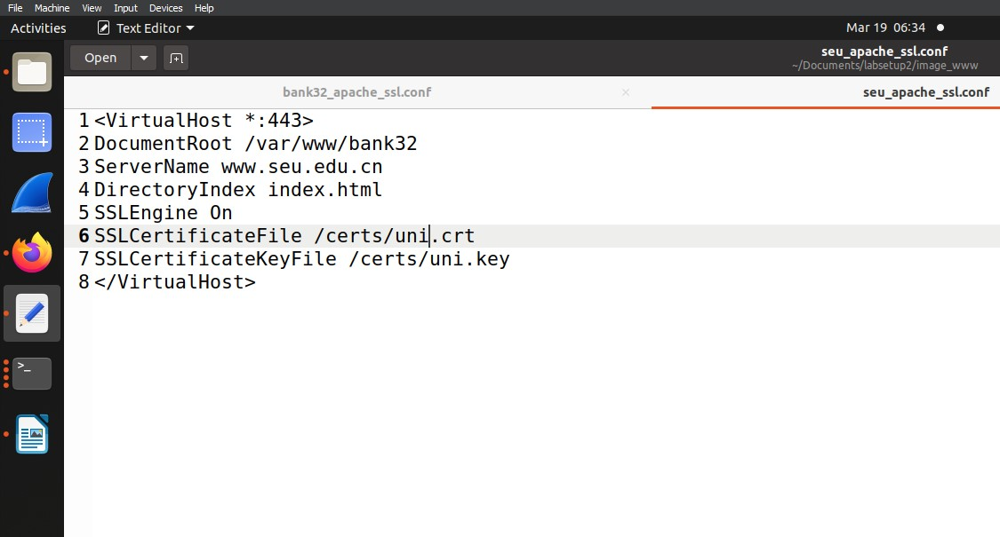 File Machine View Input Devices Help
Activities Text Editor Mar 19 06:34
Open seu_apache_ssl.conf
~/Documents/labsetup2/image_www
bank32_apache_ssl.conf × seu_apache_ssl.conf
1 <VirtualHost *:443>
2 DocumentRoot /var/www/bank32
3 ServerName www.seu.edu.cn
4 DirectoryIndex index.html
5 SSLEngine On
6 SSLCertificateFile /certs/uni.crt
7 SSLCertificateKeyFile /certs/uni.key
8 </VirtualHost>
>_